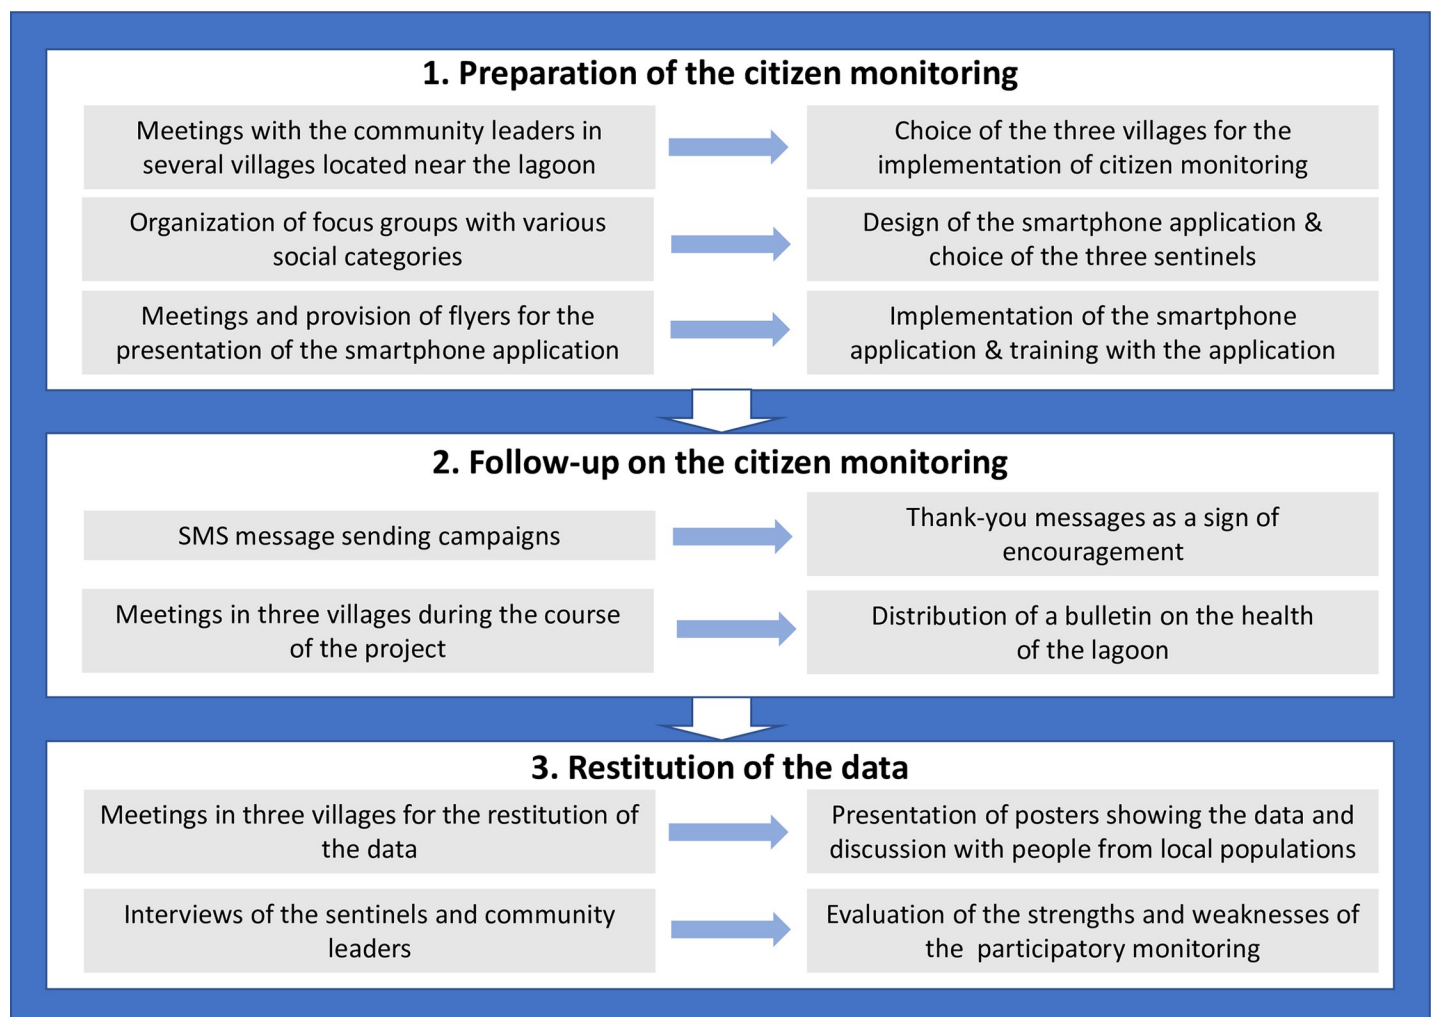 1. Preparation of the citizen monitoring
Meetings with the community leaders in
several villages located near the lagoon
Choice of the three villages for the
implementation of citizen monitoring
Organization of focus groups with various
social categories
Design of the smartphone application &
choice of the three sentinels
Meetings and provision of flyers for the
presentation of the smartphone application
Implementation of the smartphone
application & training with the application
2. Follow-up on the citizen monitoring
SMS message sending campaigns
Thank-you messages as a sign of
encouragement
Meetings in three villages during the course
of the project
Distribution of a bulletin on the health
of the lagoon
3. Restitution of the data
Meetings in three villages for the restitution of
the data
Presentation of posters showing the data and
discussion with people from local populations
Interviews of the sentinels and community
leaders
Evaluation of the strengths and weaknesses of
the  participatory monitoring